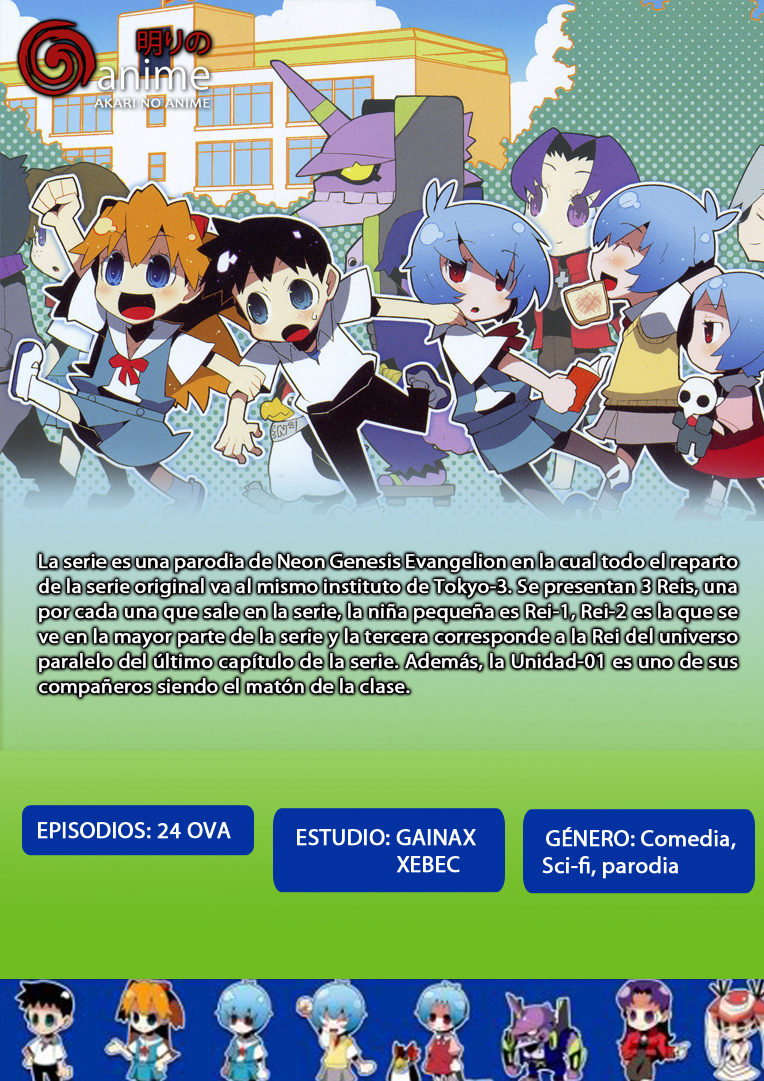 明りの
anime
AKARI NO ANIME
La serie es una parodia de Neon Genesis Evangelion en la cual todo el reparto
de la serie original va al mismo instituto de Tokyo-3. Se presentan 3 Reis, una
por cada una que sale en la serie, la niña pequeña es Rei-1, Rei-2 es la que se
ve en la mayor parte de la serie y la tercera corresponde a la Rei del universo
paralelo del último capítulo de la serie. Además, la Unidad-01 es uno de sus
compañeros siendo el matón de la clase.
EPISODIOS: 24 OVA
ESTUDIO: GAINAX
XEBEC
GÉNERO: Comedia,
Sci-fi, parodia